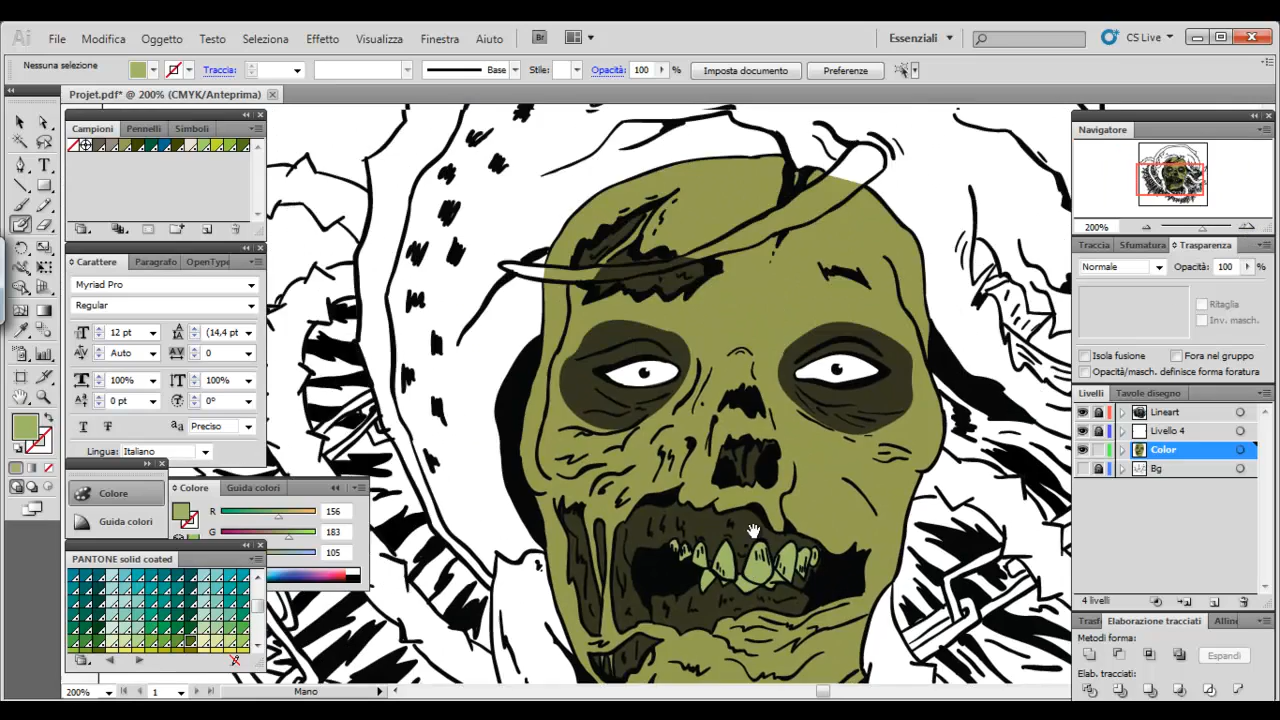 Ai File Modifica Oggetto Testo Seleziona Effetto Visualizza Finestra Aiuto Br Essenziali CS Live
Nessuna selezione Traccia: Base Stile: Opacità: 100 % Imposta documento Preferenze
Projet.pdf* @ 200% (CMYK/Anteprima)
Campioni Pennelli Simboli
Carattere Paragrafo OpenType
Myriad Pro
Regular
12 pt (14,4 pt
Auto 0
100% 100%
0 pt 0°
Preciso
Lingua: Italiano
Colore
Guida colori
Colore Guida colori
R 156
G 183
105
PANTONE solid coated
200% 1 Mano
Navigatore
200%
Traccia Sfumatura Trasparenza
Normale Opacità: 100 %
Ritaglia
Inv. masch.
Isola fusione Fora nel gruppo
Opacità/masch. definisce forma foratura
Livelli Tavole disegno
Lineart
Livello 4
Color
Bg
4 livelli
Trasf Elaborazione tracciati Alline
Metodi forma:
Espandi
Elab. tracciati: